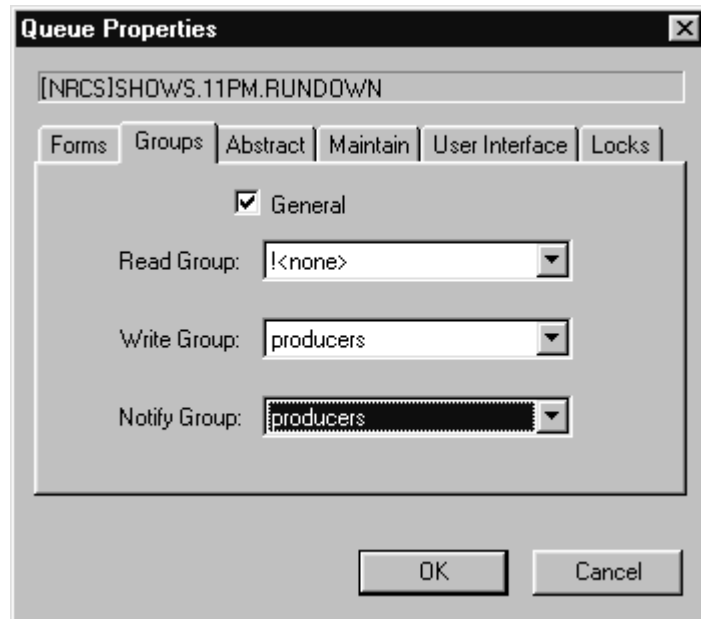 Queue Properties
[NRCS]SHOWS.11PM.RUNDOWN
Forms Groups Abstract Maintain User Interface Locks
General
Read Group: !<none>
Write Group: producers
Notify Group: producers
OK Cancel